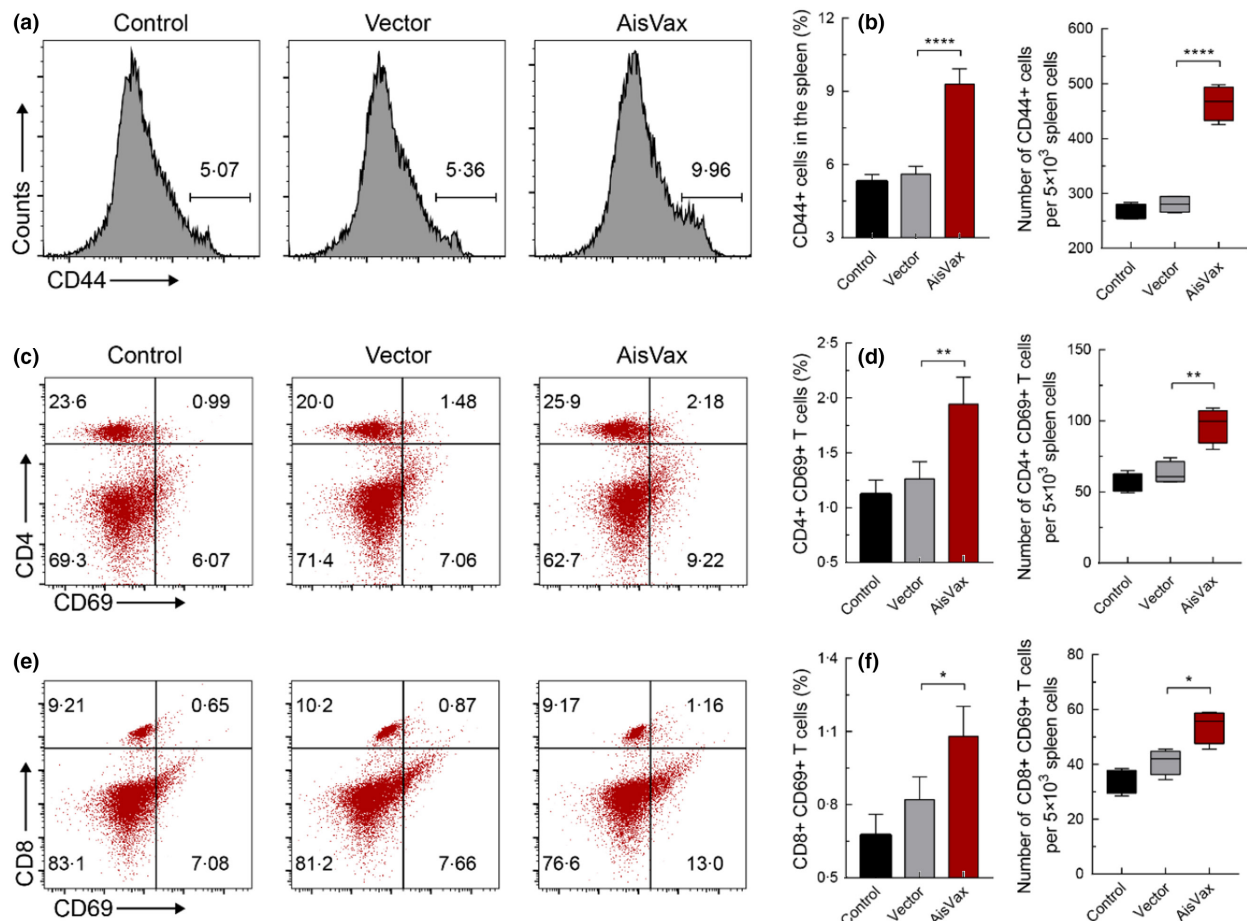 (a)
Control
Vector
AisVax
5·07
5·36
9·96
Counts
CD44
(b)
CD44+ cells in the spleen (%)
12
9
6
3
****
Control
Vector
AisVax
Number of CD44+ cells
per 5×10³ spleen cells
600
500
400
300
200
****
Control
Vector
AisVax
(c)
Control
Vector
AisVax
23·6
0·99
20·0
1·48
25·9
2·18
69·3
6·07
71·4
7·06
62·7
9·22
CD4
CD69
(d)
CD4+ CD69+ T cells (%)
2·5
2·0
1·5
1·0
0·5
**
Control
Vector
AisVax
Number of CD4+ CD69+ T cells
per 5×10³ spleen cells
150
100
50
0
**
Control
Vector
AisVax
(e)
9·21
0·65
10·2
0·87
9·17
1·16
83·1
7·08
81·2
7·66
76·6
13·0
CD8
CD69
(f)
CD8+ CD69+ T cells (%)
1·4
1·1
0·8
0·5
*
Control
Vector
AisVax
Number of CD8+ CD69+ T cells
per 5×10³ spleen cells
80
60
40
20
0
*
Control
Vector
AisVax